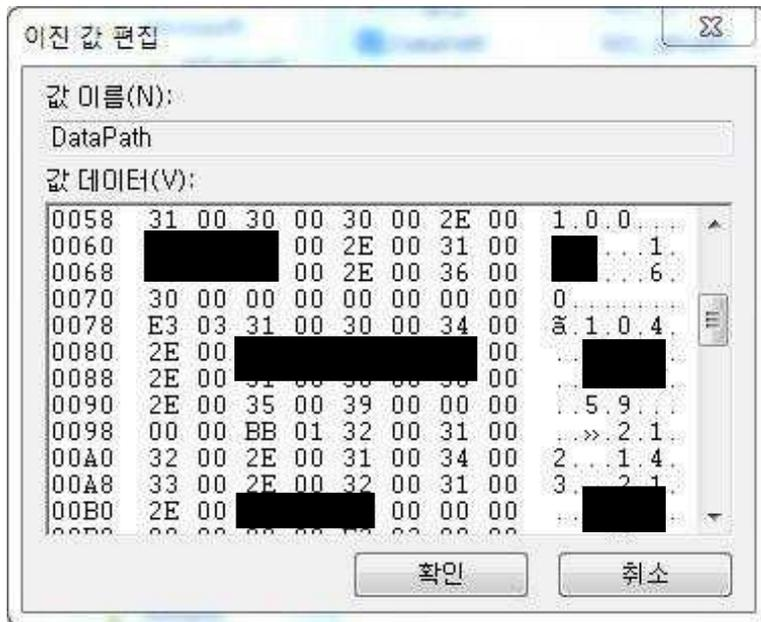 이진 값 편집
값 이름(N):
DataPath
값 데이터(V):
0058 31 00 30 00 30 00 2E 00 1.0.0...
0060 00 2E 00 31 00 ...1.
0068 00 2E 00 36 00 ...6.
0070 30 00 00 00 00 00 00 00 0.......
0078 E3 03 31 00 30 00 34 00 ã.1.0.4.
0080 2E 00 00 ..
0088 2E 00 00 .
0090 2E 00 35 00 39 00 00 00 ..5.9...
0098 00 00 BB 01 32 00 31 00 ..».2.1.
00A0 32 00 2E 00 31 00 34 00 2...1.4.
00A8 33 00 2E 00 32 00 31 00 3...2.1.
00B0 2E 00 00 00 00 ..
확인 취소